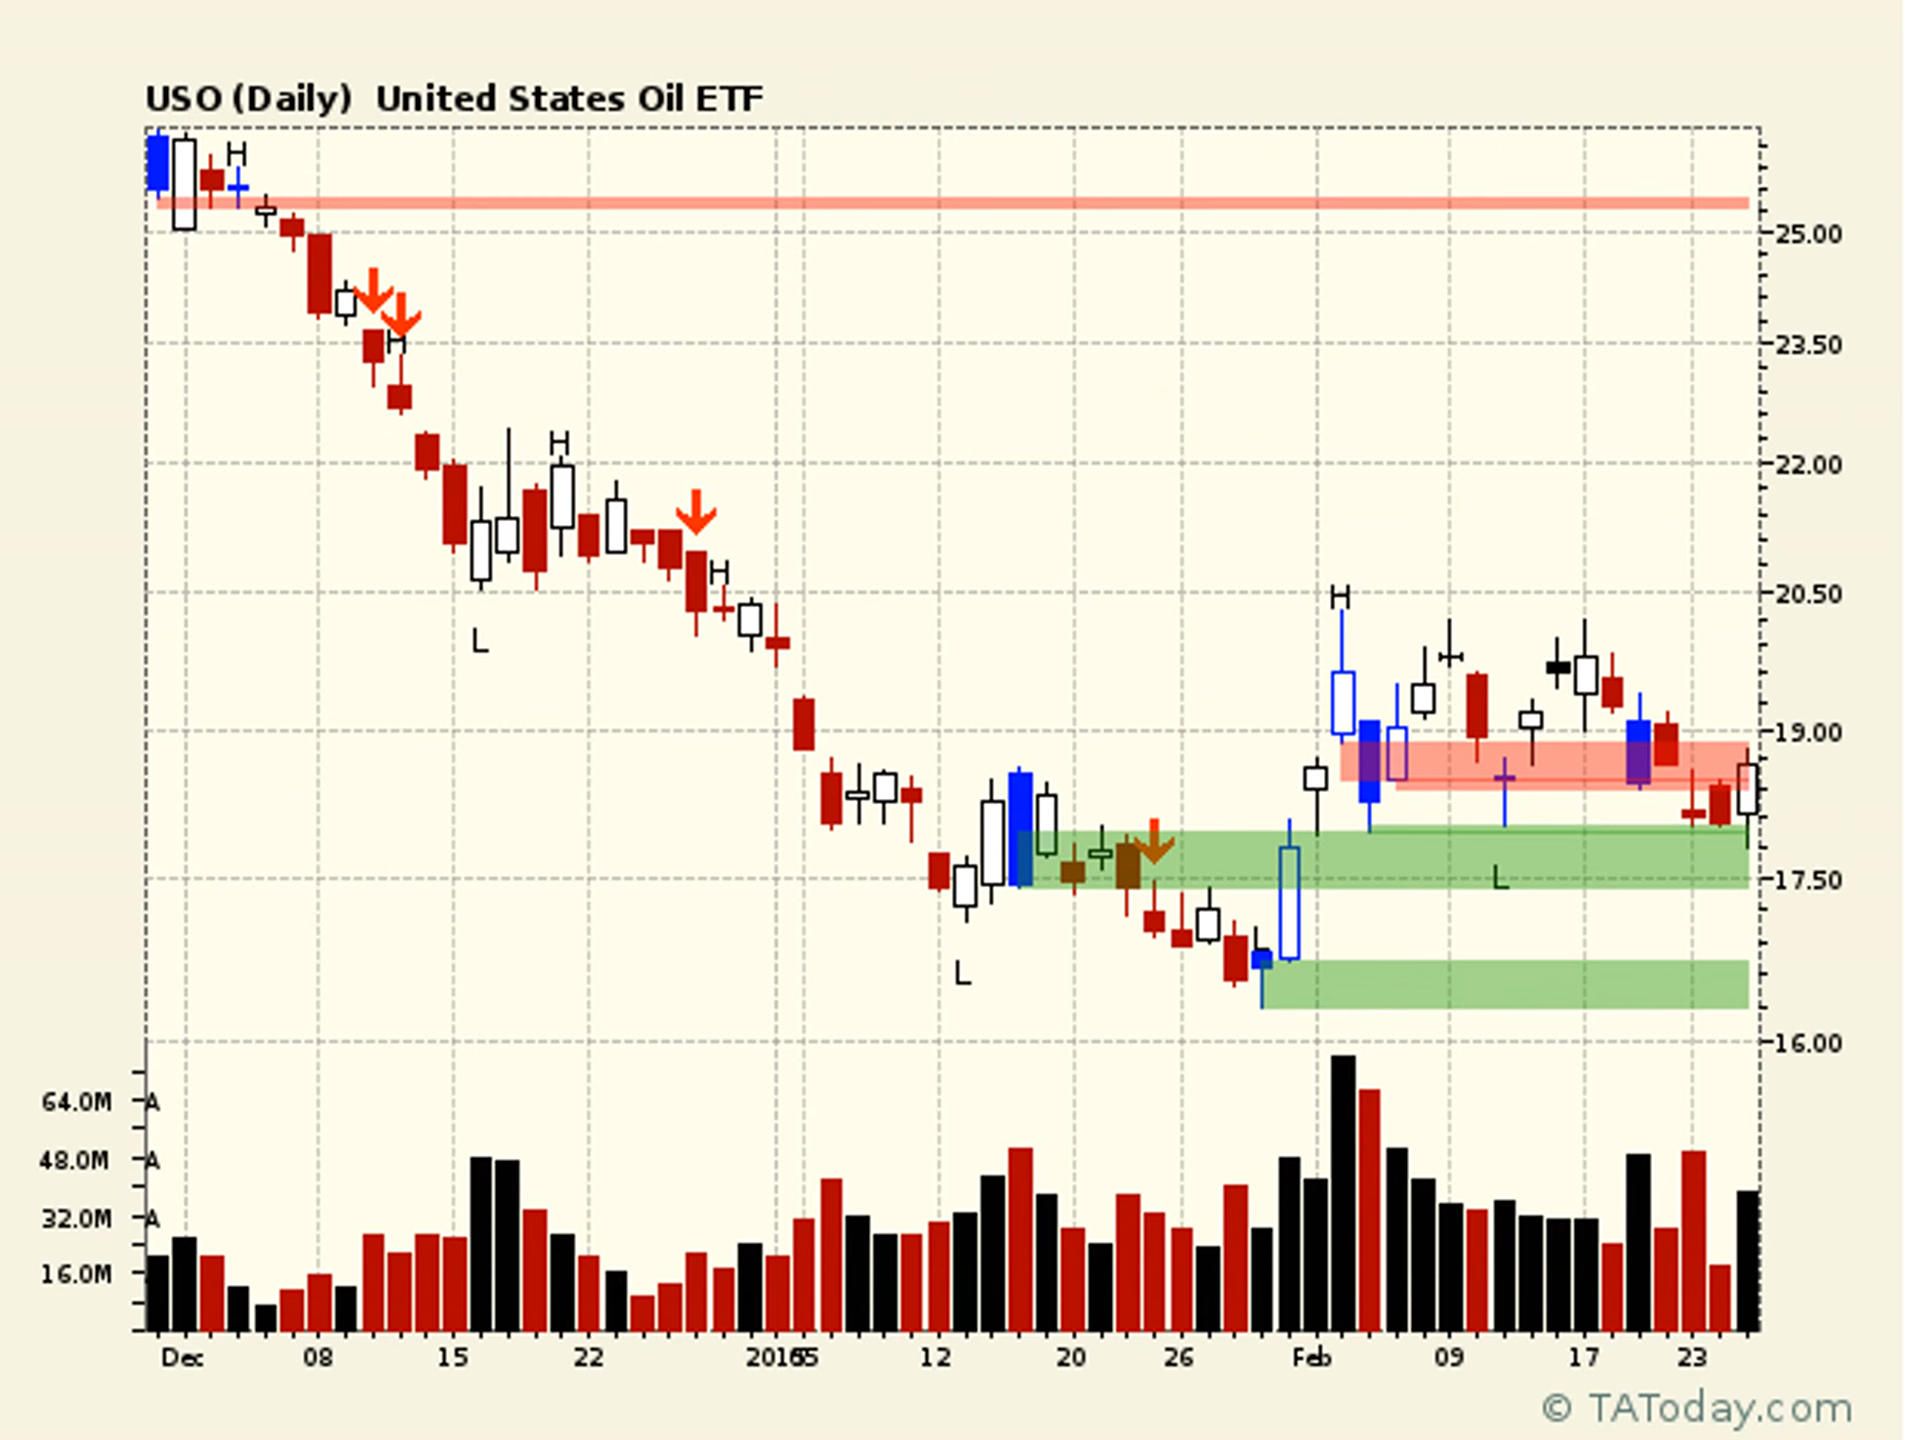 USO (Daily) United States Oil ETF
H
25.00
H
23.50
H
22.00
H
H
20.50
L
19.00
L
17.50
L
16.00
64.0M A
48.0M A
32.0M A
16.0M
Dec 08 15 22 2016 5 12 20 26 Feb 09 17 23
© TAToday.com